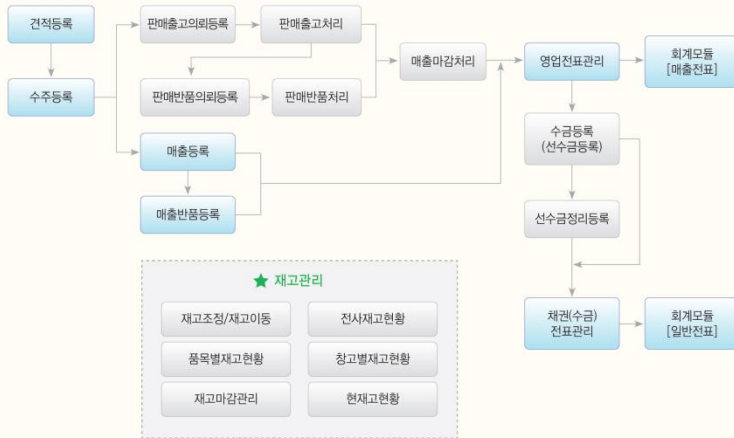 견적등록
판매출고의뢰등록
판매출고처리
매출마감처리
영업전표관리
회계모듈
[매출전표]
수주등록
판매반품의뢰등록
판매반품처리
매출등록
매출반품등록
수금등록
(선수금등록)
선수금정리등록
채권(수금)
전표관리
회계모듈
[일반전표]
재고관리
재고조정/재고이동
전사재고현황
품목별재고현황
창고별재고현황
재고마감관리
현재고현황